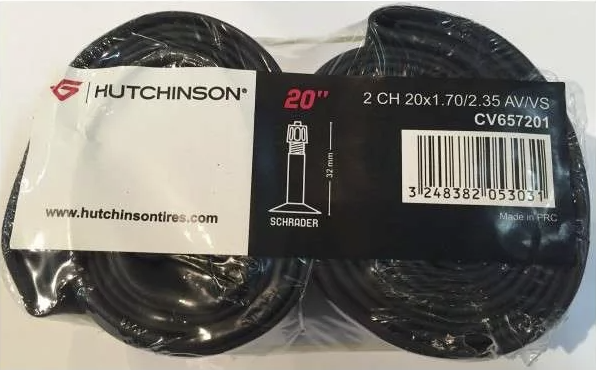 HUTCHINSON®
www.hutchinsontires.com
20"
32 mm
SCHRADER
2 CH 20x1.70/2.35 AV/VS
CV657201
3 248382 053031
Made in PRC